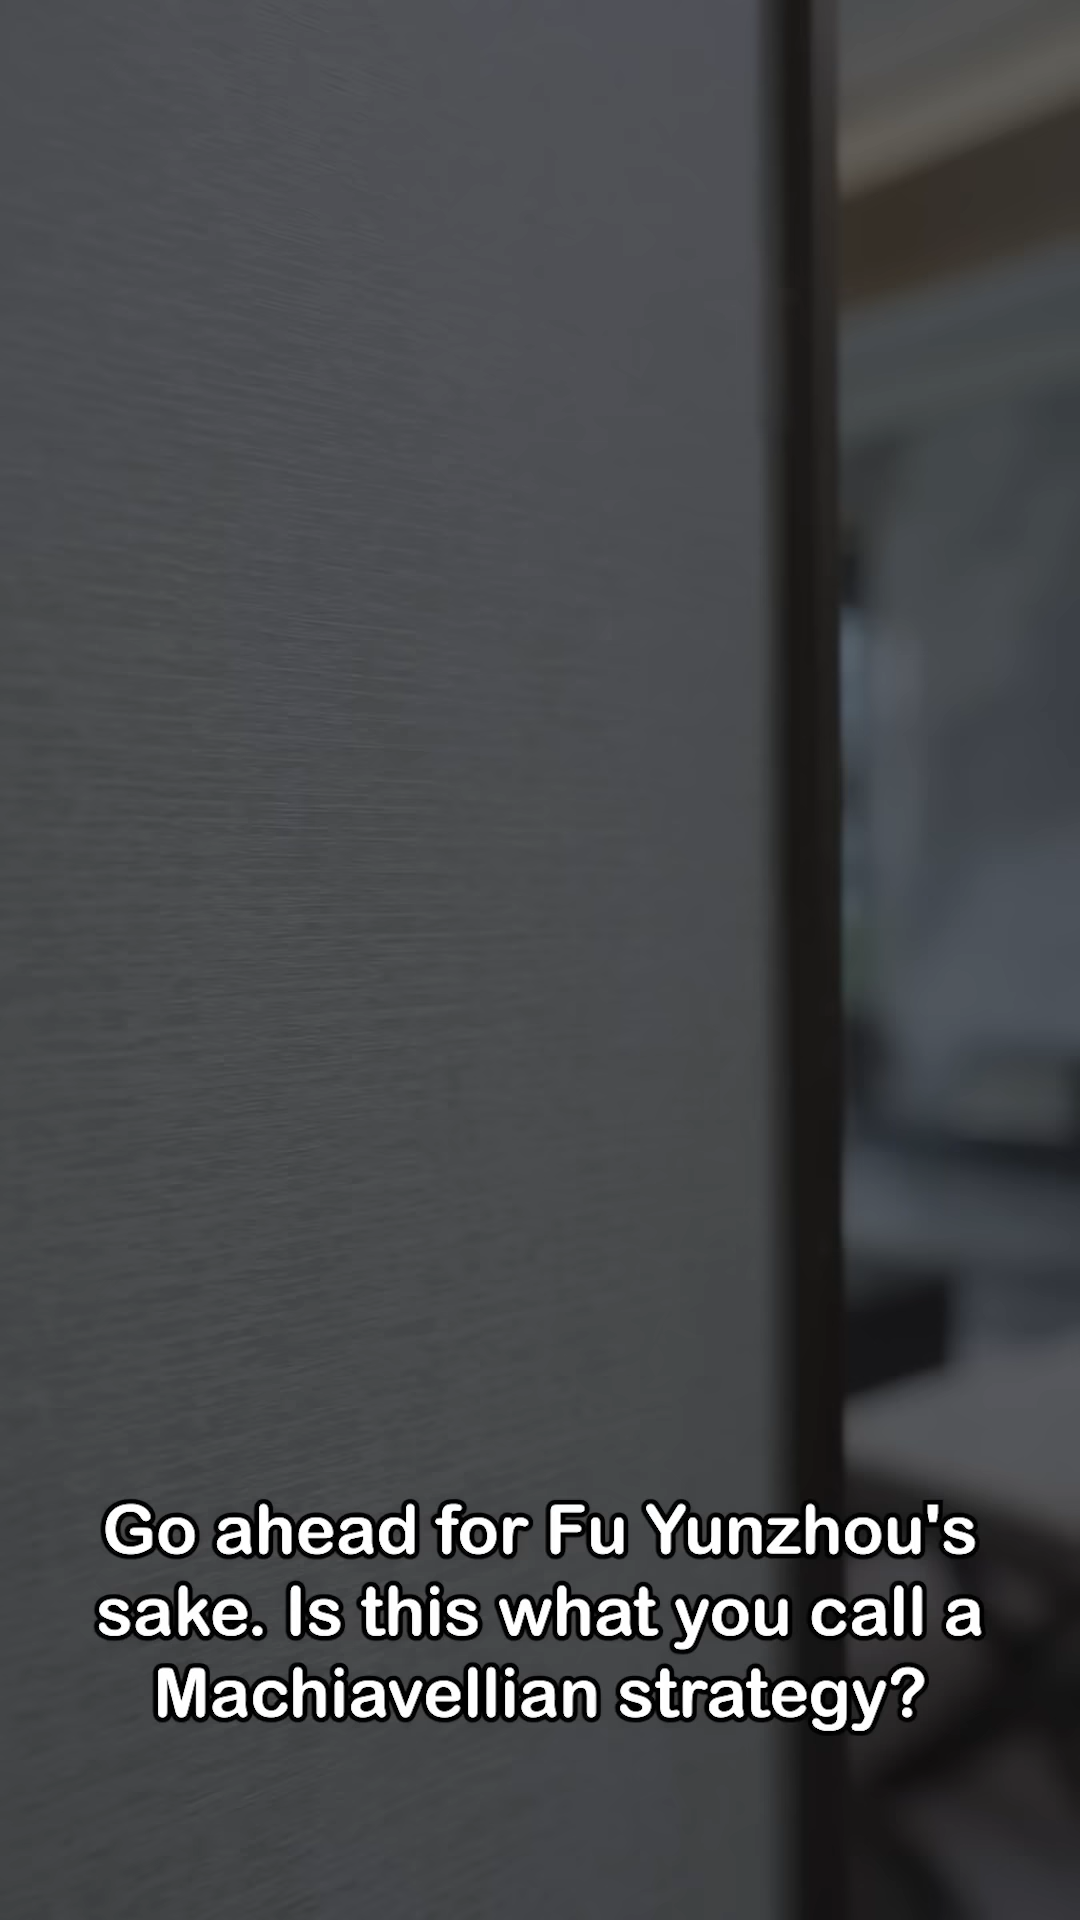 Go ahead for Fu Yunzhou's
sake. Is this what you call a
Machiavellian strategy?